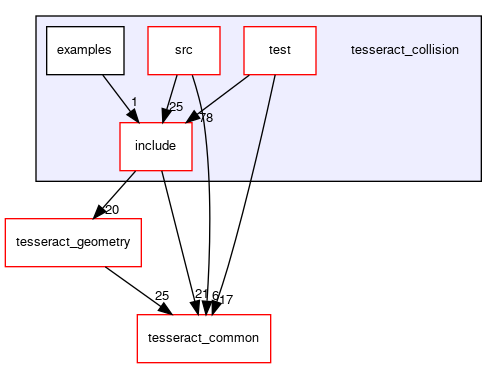 examples
src
test
tesseract_collision
1
25
78
include
20
tesseract_geometry
25
21
6
17
tesseract_common